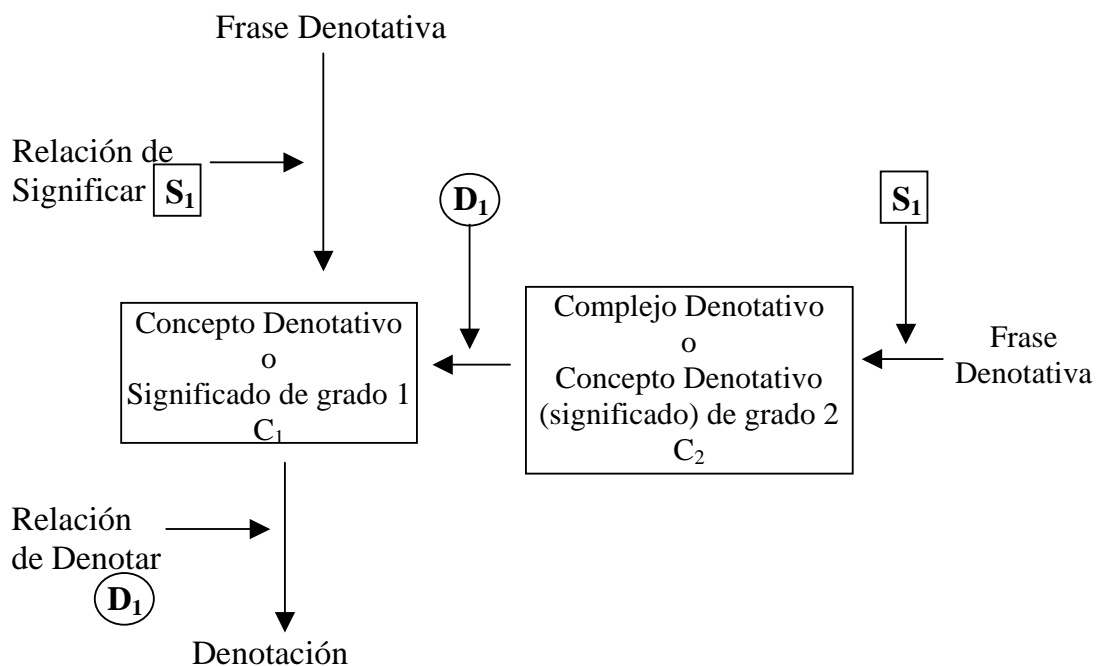 Frase Denotativa
Relación de
Significar S₁
D₁
S₁
Concepto Denotativo
o
Significado de grado 1
C₁
Complejo Denotativo
o
Concepto Denotativo
(significado) de grado 2
C₂
Frase
Denotativa
Relación
de Denotar
D₁
Denotación